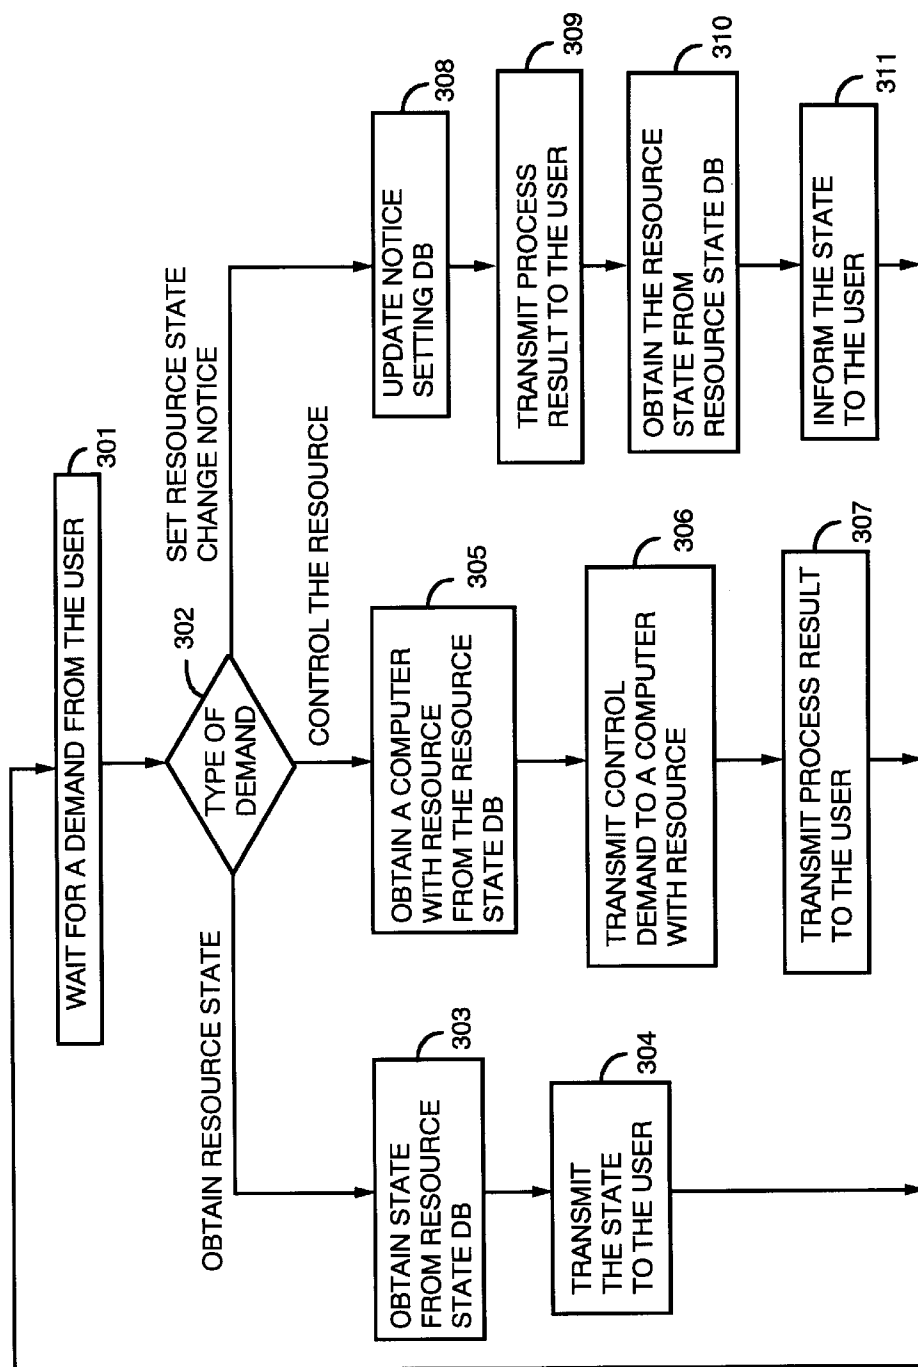 WAIT FOR A DEMAND FROM THE USER
301
302
TYPE OF
DEMAND
OBTAIN RESOURCE STATE
303
OBTAIN STATE
FROM RESOURCE
STATE DB
304
TRANSMIT
THE STATE
TO THE USER
CONTROL THE RESOURCE
305
OBTAIN A COMPUTER
WITH RESOURCE
FROM THE RESOURCE
STATE DB
306
TRANSMIT CONTROL
DEMAND TO A COMPUTER
WITH RESOURCE
307
TRANSMIT PROCESS RESULT
TO THE USER
SET RESOURCE STATE
CHANGE NOTICE
308
UPDATE NOTICE
SETTING DB
309
TRANSMIT PROCESS
RESULT TO THE USER
310
OBTAIN THE RESOURCE
STATE FROM
RESOURCE STATE DB
311
INFORM THE STATE
TO THE USER